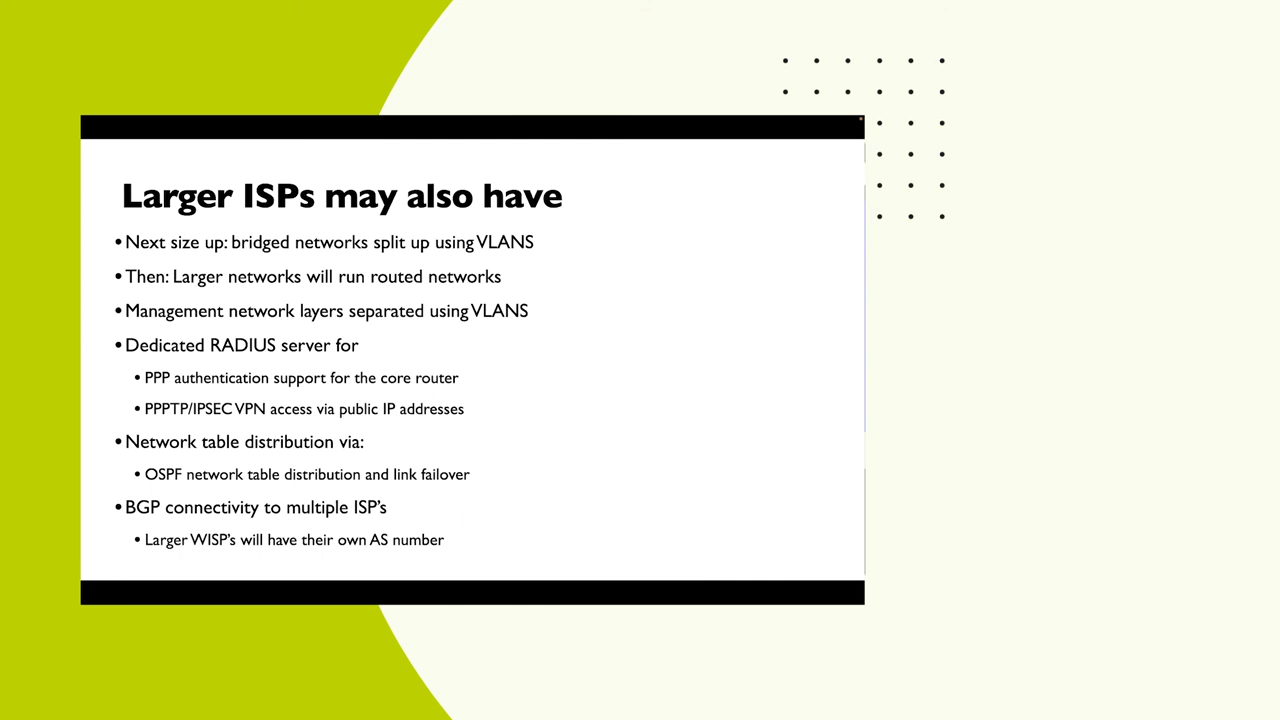 Larger ISPs may also have
• Next size up: bridged networks split up using VLANS
• Then: Larger networks will run routed networks
• Management network layers separated using VLANS
• Dedicated RADIUS server for
• PPP authentication support for the core router
• PPPTP/IPSEC VPN access via public IP addresses
• Network table distribution via:
• OSPF network table distribution and link failover
• BGP connectivity to multiple ISP's
• Larger WISP's will have their own AS number